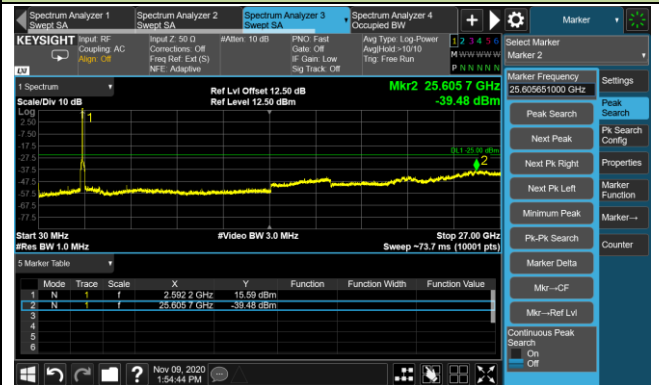 Spectrum Analyzer 1
Swept SA
Spectrum Analyzer 2
Swept SA
Spectrum Analyzer 3
Swept SA
Spectrum Analyzer 4
Occupied BW
Marker
KEYSIGHT
Input: RF
Coupling: AC
Align: Off
Input Z: 50 Ω
Corrections: Off
Freq Ref: Ext (S)
NFE: Adaptive
#Atten: 10 dB
PNO: Fast
Gate: Off
IF Gain: Low
Sig Track: Off
Avg Type: Log-Power
Avg|Hold:>10/10
Trig: Free Run
1 2 3 4 5 6
M W W W W W
P N N N N N
LXI
1 Spectrum
Scale/Div 10 dB
Ref Lvl Offset 12.50 dB
Ref Level 12.50 dBm
Mkr2 25.605 7 GHz
-39.48 dBm
Log
2.50
-7.50
-17.5
-27.5
-37.5
-47.5
-57.5
-67.5
-77.5
1
DL1 -25.00 dBm
2
Start 30 MHz
#Res BW 1.0 MHz
#Video BW 3.0 MHz
Stop 27.00 GHz
Sweep ~73.7 ms (10001 pts)
5 Marker Table
Mode Trace Scale X Y Function Function Width Function Value
1 N 1 f 2.592 2 GHz 15.59 dBm
2 N 1 f 25.605 7 GHz -39.48 dBm
3
4
5
6
Nov 09, 2020
1:54:44 PM
Select Marker
Marker 2
Marker Frequency
25.605651000 GHz
Peak Search
Next Peak
Next Pk Right
Next Pk Left
Minimum Peak
Pk-Pk Search
Marker Delta
Mkr→CF
Mkr→Ref Lvl
Continuous Peak
Search
On
Off
Settings
Peak
Search
Pk Search
Config
Properties
Marker
Function
Marker→
Counter